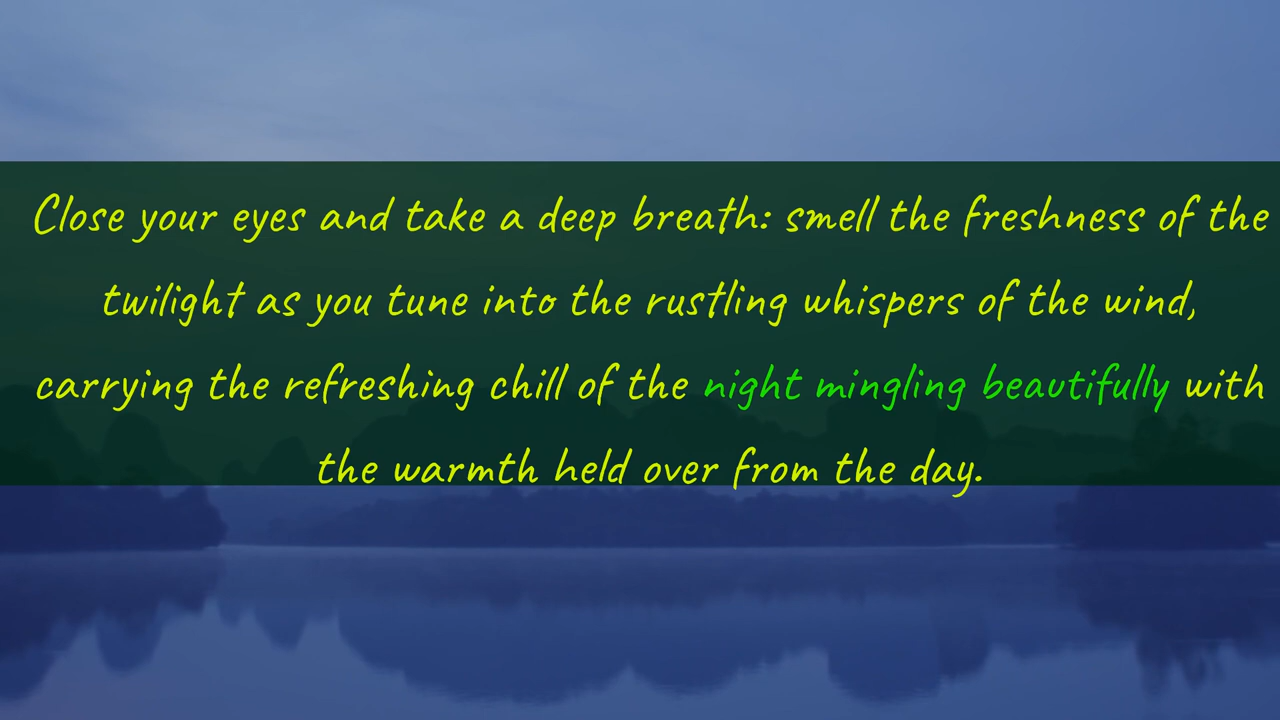 Close your eyes and take a deep breath: smell the freshness of the
twilight as you tune into the rustling whispers of the wind,
carrying the refreshing chill of the night mingling beautifully with
the warmth held over from the day.